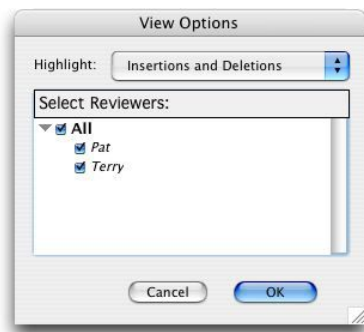 View Options
Highlight: Insertions and Deletions
Select Reviewers:
All
Pat
Terry
Cancel OK